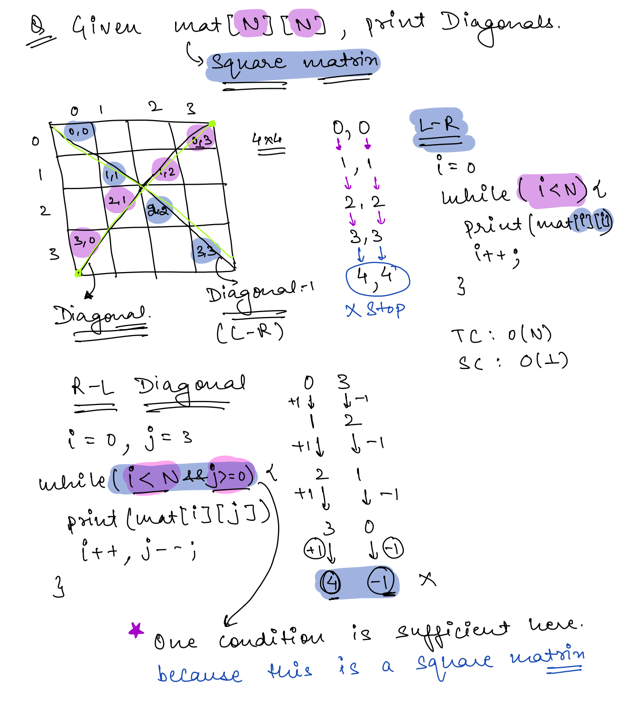 Q Given mat[N][N], print Diagonals.
Square matrix
0 1 2 3
0 0,0 0,3
1 1,1 1,2
2 2,1 2,2
3 3,0 3,3
4x4
Diagonal.
Diagonal-1
(L-R)
0,0
1,1
2,2
3,3
4,4
x Stop
L-R
i = 0
while (i<N) {
print (mat[i][i])
i++;
}
TC: O(N)
SC: O(1)
R-L Diagonal
i = 0, j = 3
while (i < N && j>=0) {
print (mat[i][j])
i++, j--;
}
0 3
+1 -1
1 2
+1 -1
2 1
+1 -1
3 0
+1 -1
4 -1 x
★ One condition is sufficient here.
because this is a square matrix